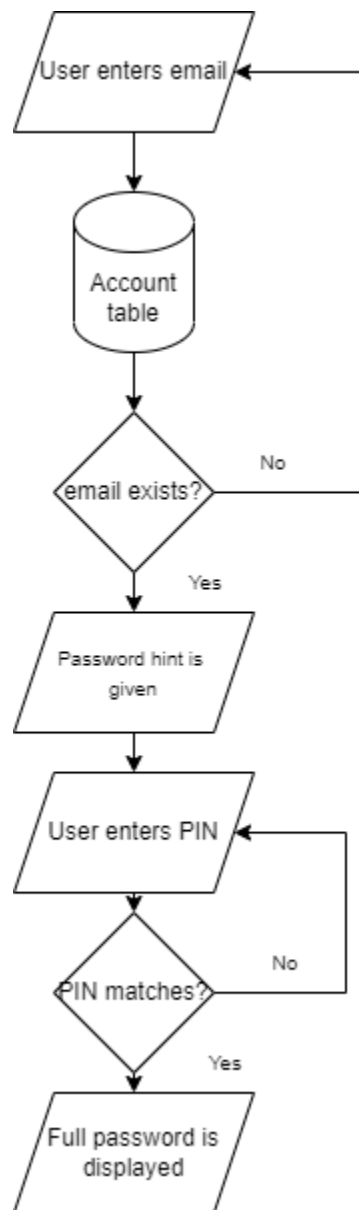 User enters email
Account
table
email exists?
No
Yes
Password hint is
given
User enters PIN
PIN matches?
No
Yes
Full password is
displayed